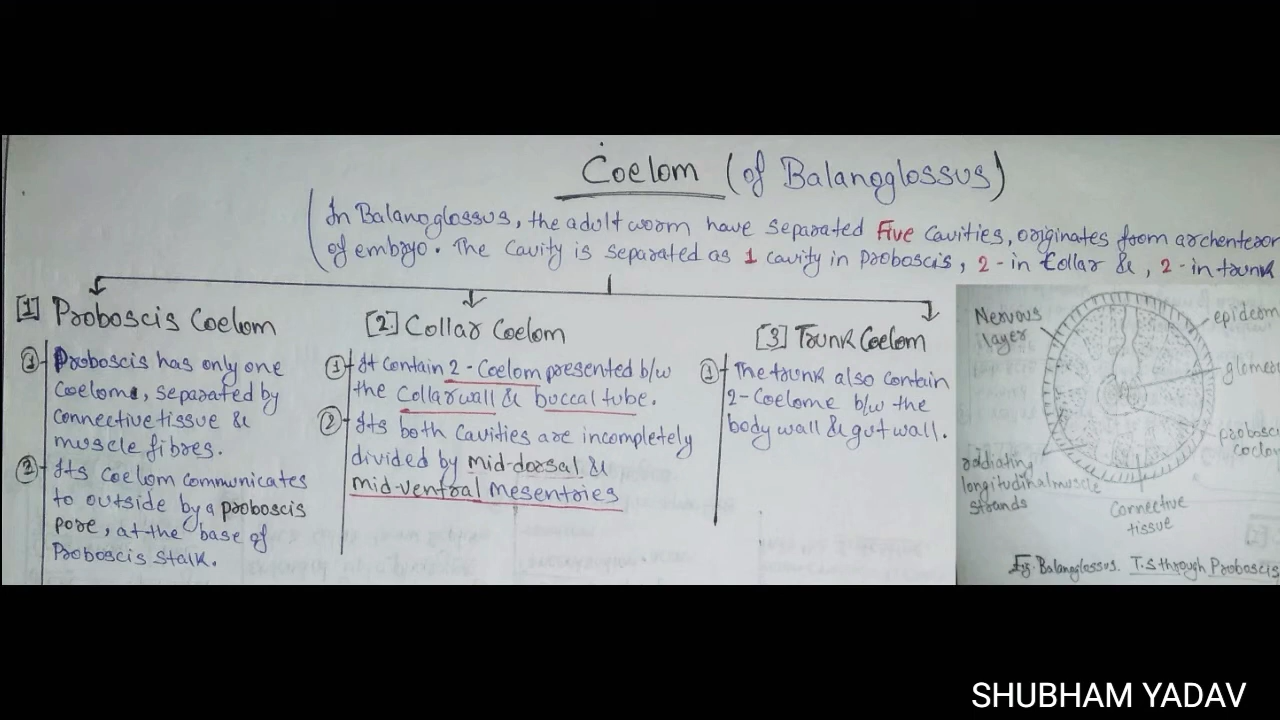 Coelom (of Balanoglossus)
In Balanoglossus, the adult worm have separated Five cavities, originates from archenteron
of embryo. The cavity is separated as 1 cavity in proboscis, 2-in collar &, 2-in trunk
[1] Proboscis Coelom
① Proboscis has only one
Coelome, separated by
connective tissue &
muscle fibres.
② Its coelom communicates
to outside by a proboscis
pore, at the base of
Proboscis stalk.
[2] Collar Coelom
① It contain 2-Coelom presented b/w
the Collar wall & buccal tube.
② Its both cavities are incompletely
divided by mid-dorsal &
mid-ventral mesentries
[3] Trunk Coelom
① The trunk also contain
2-Coelome b/w the
body wall & gut wall.
Nervous
layer
epiderm
glomer
probosci
coelom
radiating
longitudinal muscle
strands
Connective
tissue
Fig. Balanglossus. T.S through Proboscis
SHUBHAM YADAV